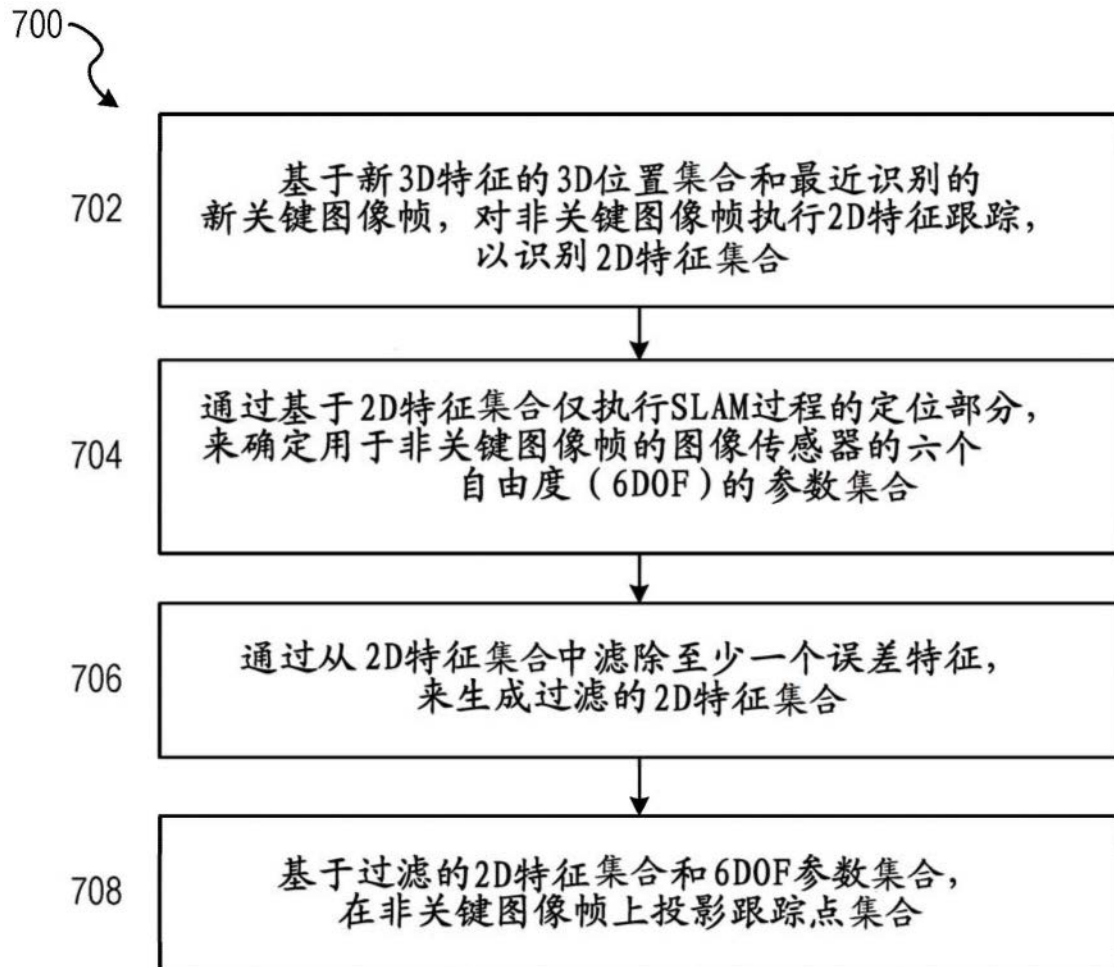 700
702
基于新3D特征的3D位置集合和最近识别的
新关键图像帧，对非关键图像帧执行2D特征跟踪，
以识别2D特征集合
704
通过基于2D特征集合仅执行SLAM过程的定位部分，
来确定用于非关键图像帧的图像传感器的六个
自由度（6DOF)的参数集合
706
通过从2D特征集合中滤除至少一个误差特征，
来生成过滤的2D特征集合
708
基于过滤的2D特征集合和6DOF参数集合，
在非关键图像帧上投影跟踪点集合